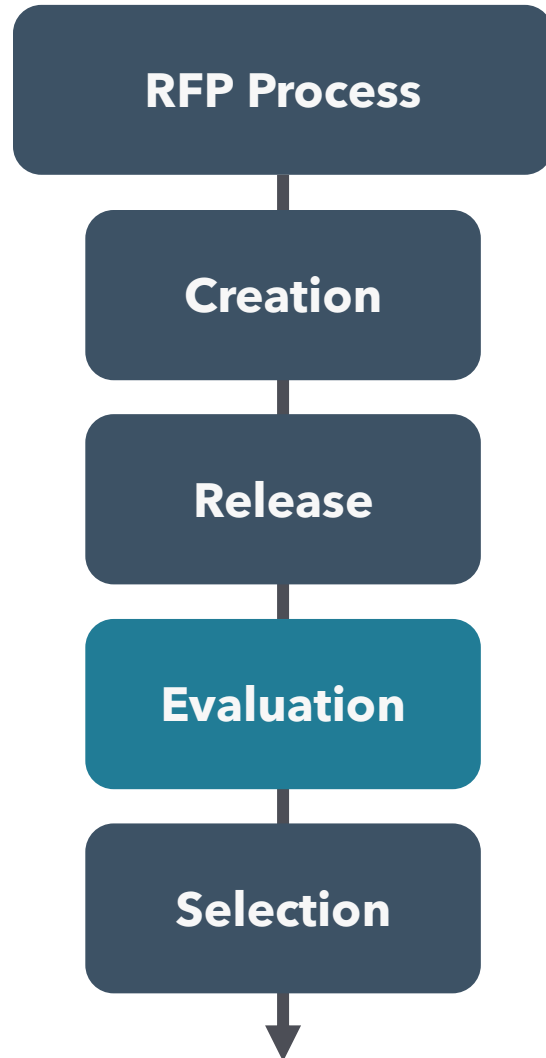 RFP Process
Creation
Release
Evaluation
Selection